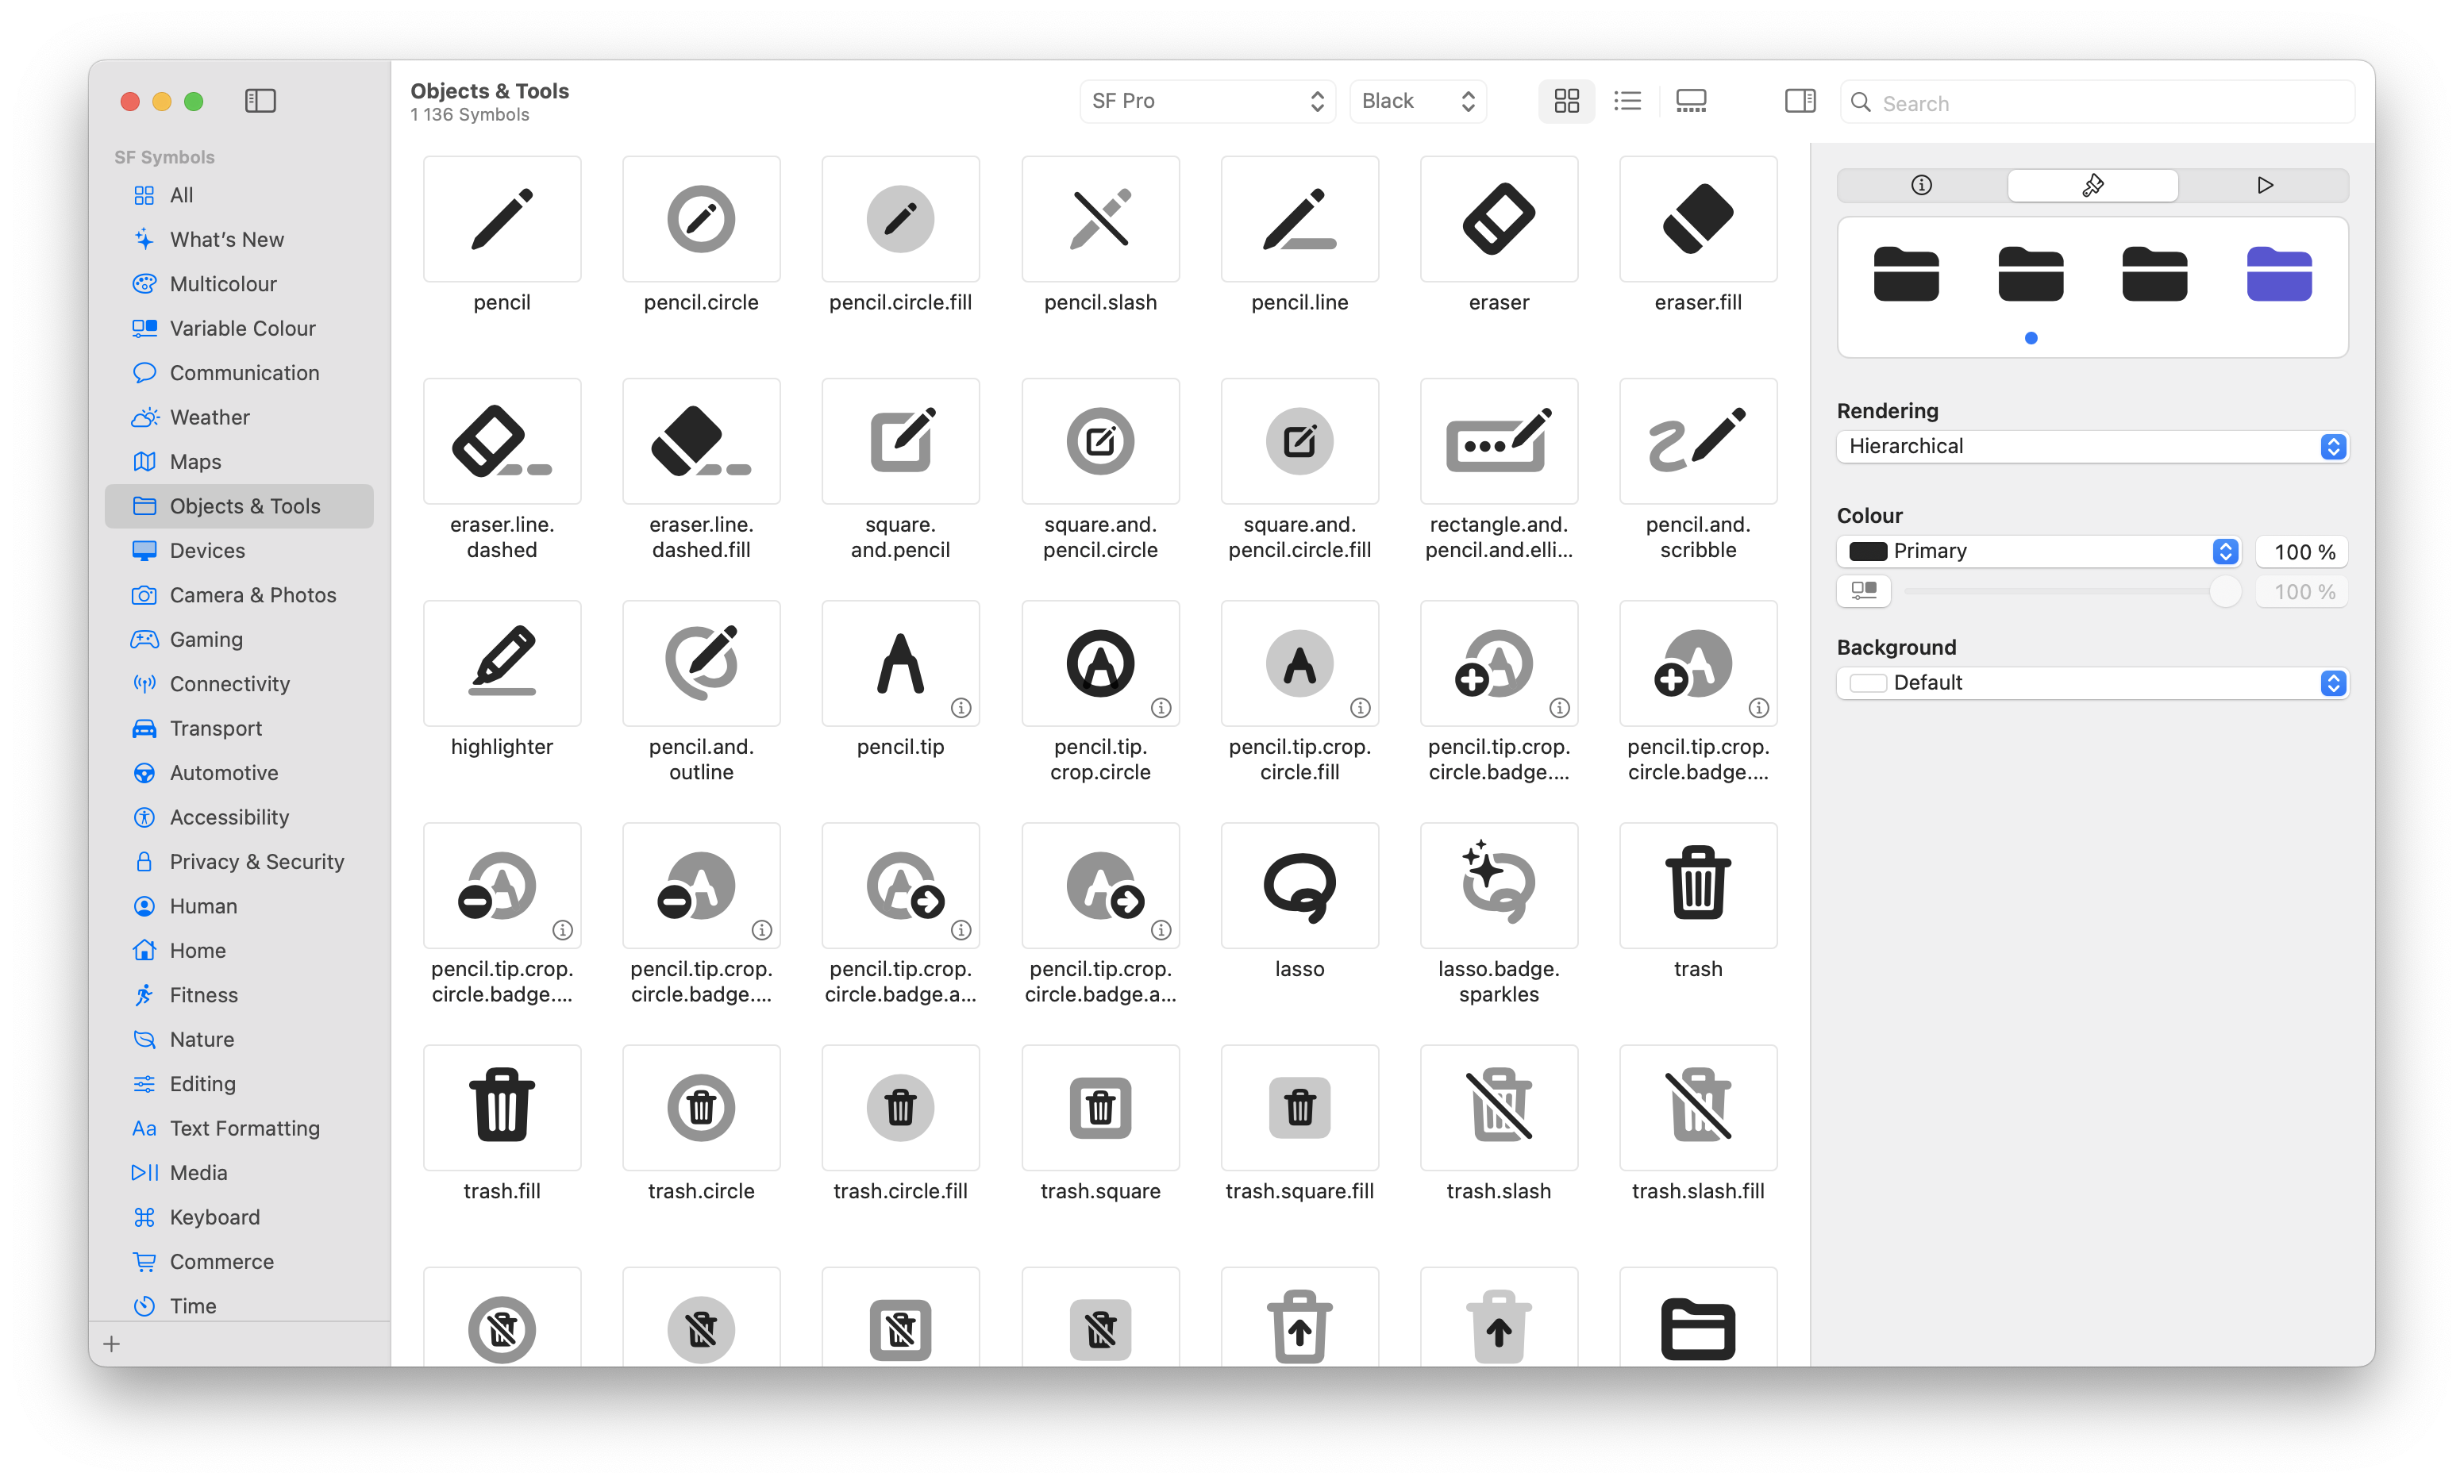 Objects & Tools
1 136 Symbols
SF Pro
Black
Search
SF Symbols
All
What's New
Multicolour
Variable Colour
Communication
Weather
Maps
Objects & Tools
Devices
Camera & Photos
Gaming
Connectivity
Transport
Automotive
Accessibility
Privacy & Security
Human
Home
Fitness
Nature
Editing
Aa Text Formatting
Media
Keyboard
Commerce
Time
pencil
pencil.circle
pencil.circle.fill
pencil.slash
pencil.line
eraser
eraser.fill
eraser.line.
dashed
eraser.line.
dashed.fill
square.
and.pencil
square.and.
pencil.circle
square.and.
pencil.circle.fill
rectangle.and.
pencil.and.elli...
pencil.and.
scribble
highlighter
pencil.and.
outline
pencil.tip
pencil.tip.
crop.circle
pencil.tip.crop.
circle.fill
pencil.tip.crop.
circle.badge....
pencil.tip.crop.
circle.badge....
pencil.tip.crop.
circle.badge....
pencil.tip.crop.
circle.badge....
pencil.tip.crop.
circle.badge.a...
pencil.tip.crop.
circle.badge.a...
lasso
lasso.badge.
sparkles
trash
trash.fill
trash.circle
trash.circle.fill
trash.square
trash.square.fill
trash.slash
trash.slash.fill
Rendering
Hierarchical
Colour
Primary
100 %
100 %
Background
Default